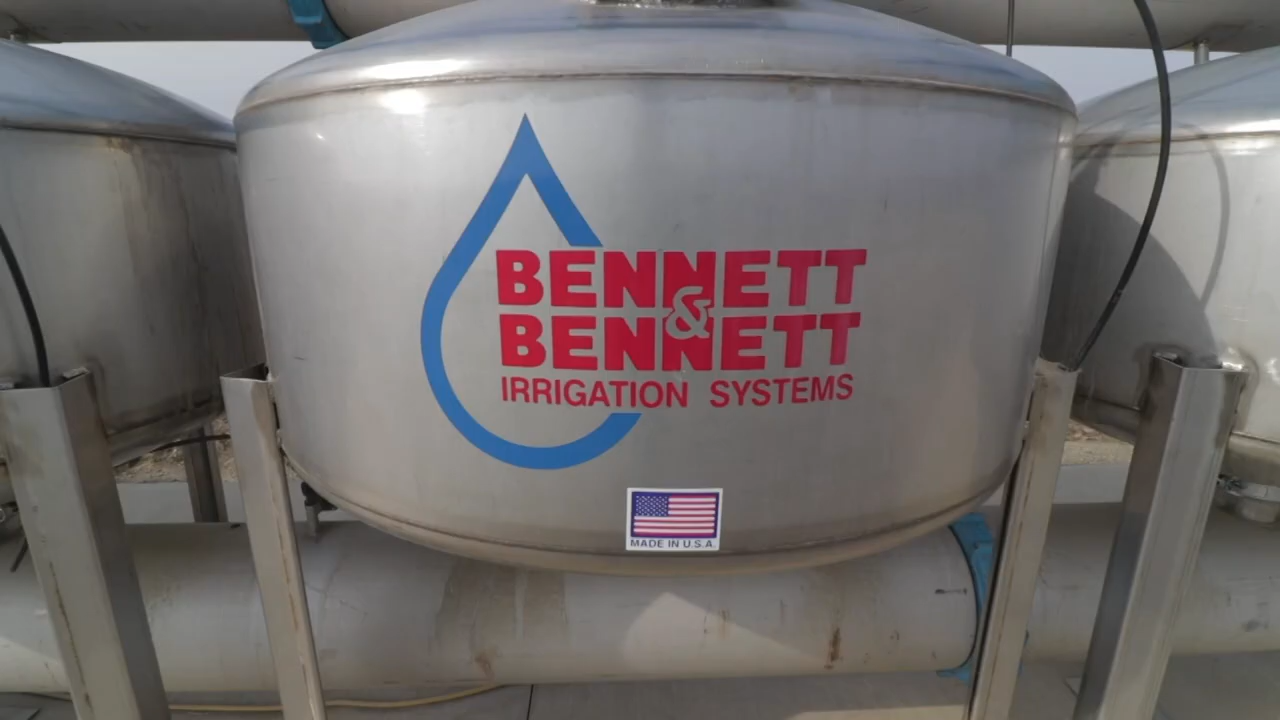 BENNETT
&
BENNETT
IRRIGATION SYSTEMS
MADE IN U.S.A.